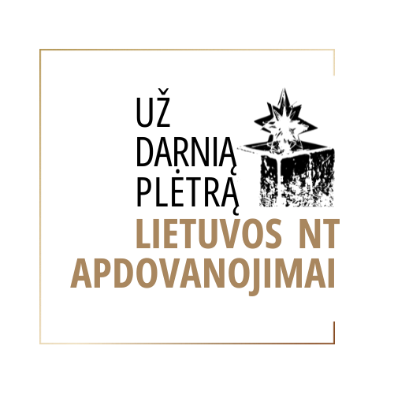 UŽ
DARNIĄ
PLĖTRĄ
LIETUVOS NT
APDOVANOJIMAI